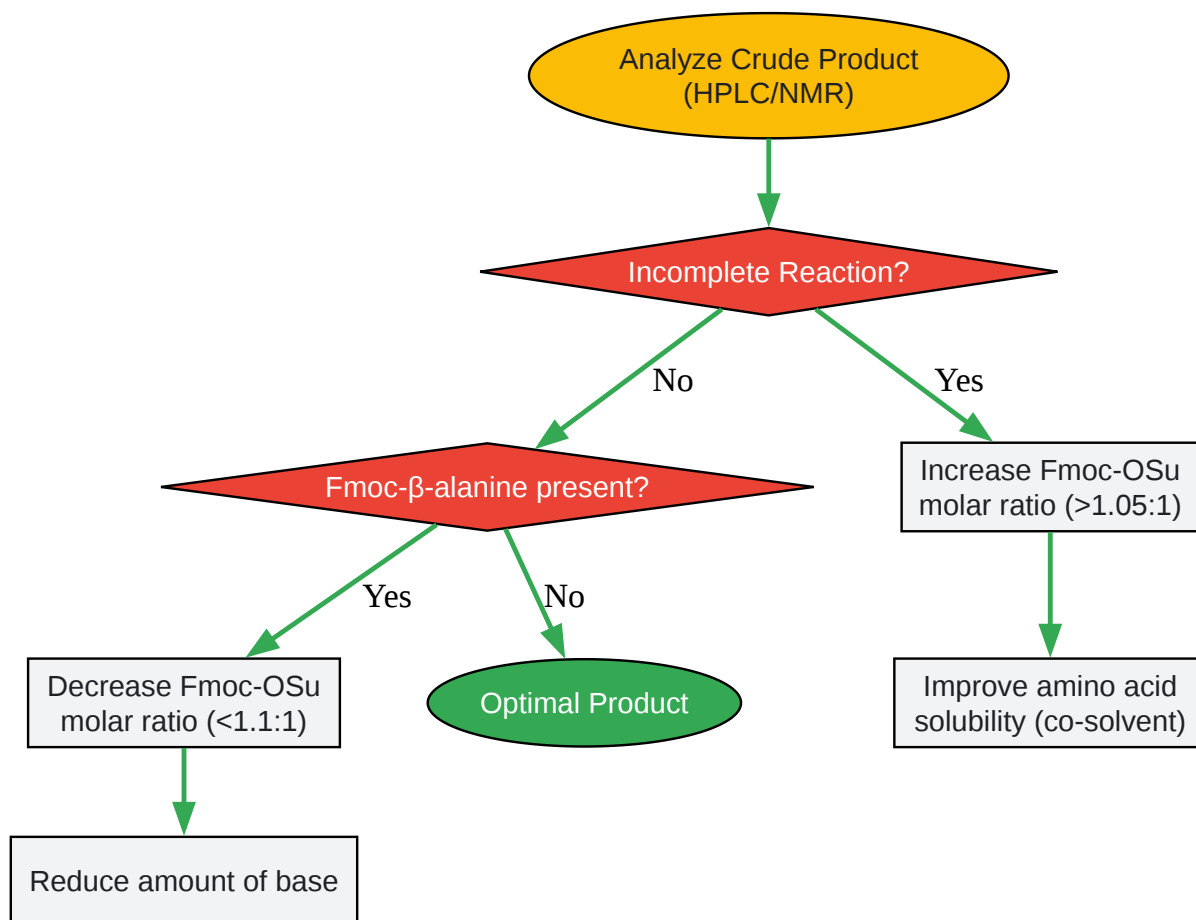 Analyze Crude Product
(HPLC/NMR)
Incomplete Reaction?
No
Yes
Fmoc-β-alanine present?
Increase Fmoc-OSu
molar ratio (>1.05:1)
Yes
No
Decrease Fmoc-OSu
molar ratio (<1.1:1)
Optimal Product
Improve amino acid
solubility (co-solvent)
Reduce amount of base